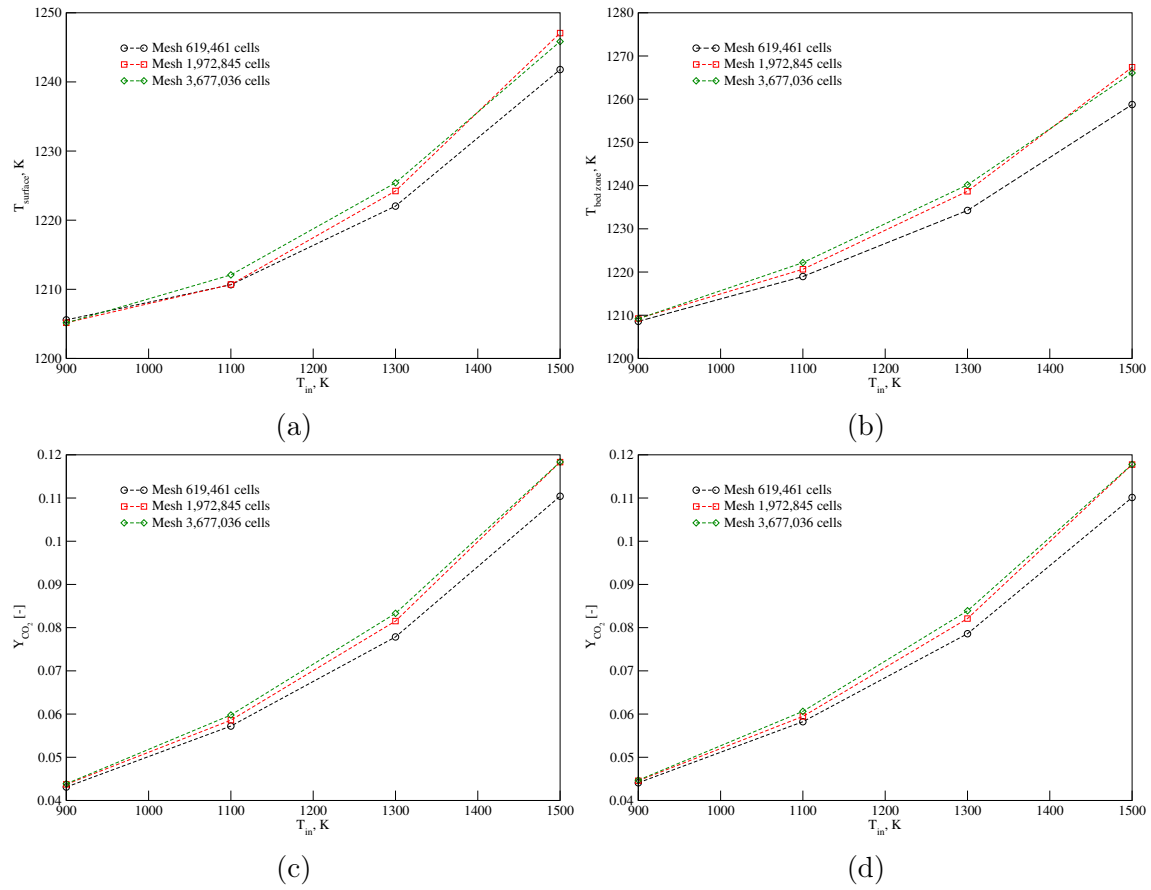 1250
1240
1230
1220
1210
1200
T_surface, K
Mesh 619,461 cells
Mesh 1,972,845 cells
Mesh 3,677,036 cells
900 1000 1100 1200 1300 1400 1500
T_in, K
(a)
1280
1270
1260
1250
1240
1230
1220
1210
1200
T_bed zone, K
Mesh 619,461 cells
Mesh 1,972,845 cells
Mesh 3,677,036 cells
900 1000 1100 1200 1300 1400 1500
T_in, K
(b)
0.12
0.11
0.1
0.09
0.08
0.07
0.06
0.05
0.04
Y_CO2 [-]
Mesh 619,461 cells
Mesh 1,972,845 cells
Mesh 3,677,036 cells
900 1000 1100 1200 1300 1400 1500
T_in, K
(c)
0.12
0.11
0.1
0.09
0.08
0.07
0.06
0.05
0.04
Y_CO2 [-]
Mesh 619,461 cells
Mesh 1,972,845 cells
Mesh 3,677,036 cells
900 1000 1100 1200 1300 1400 1500
T_in, K
(d)